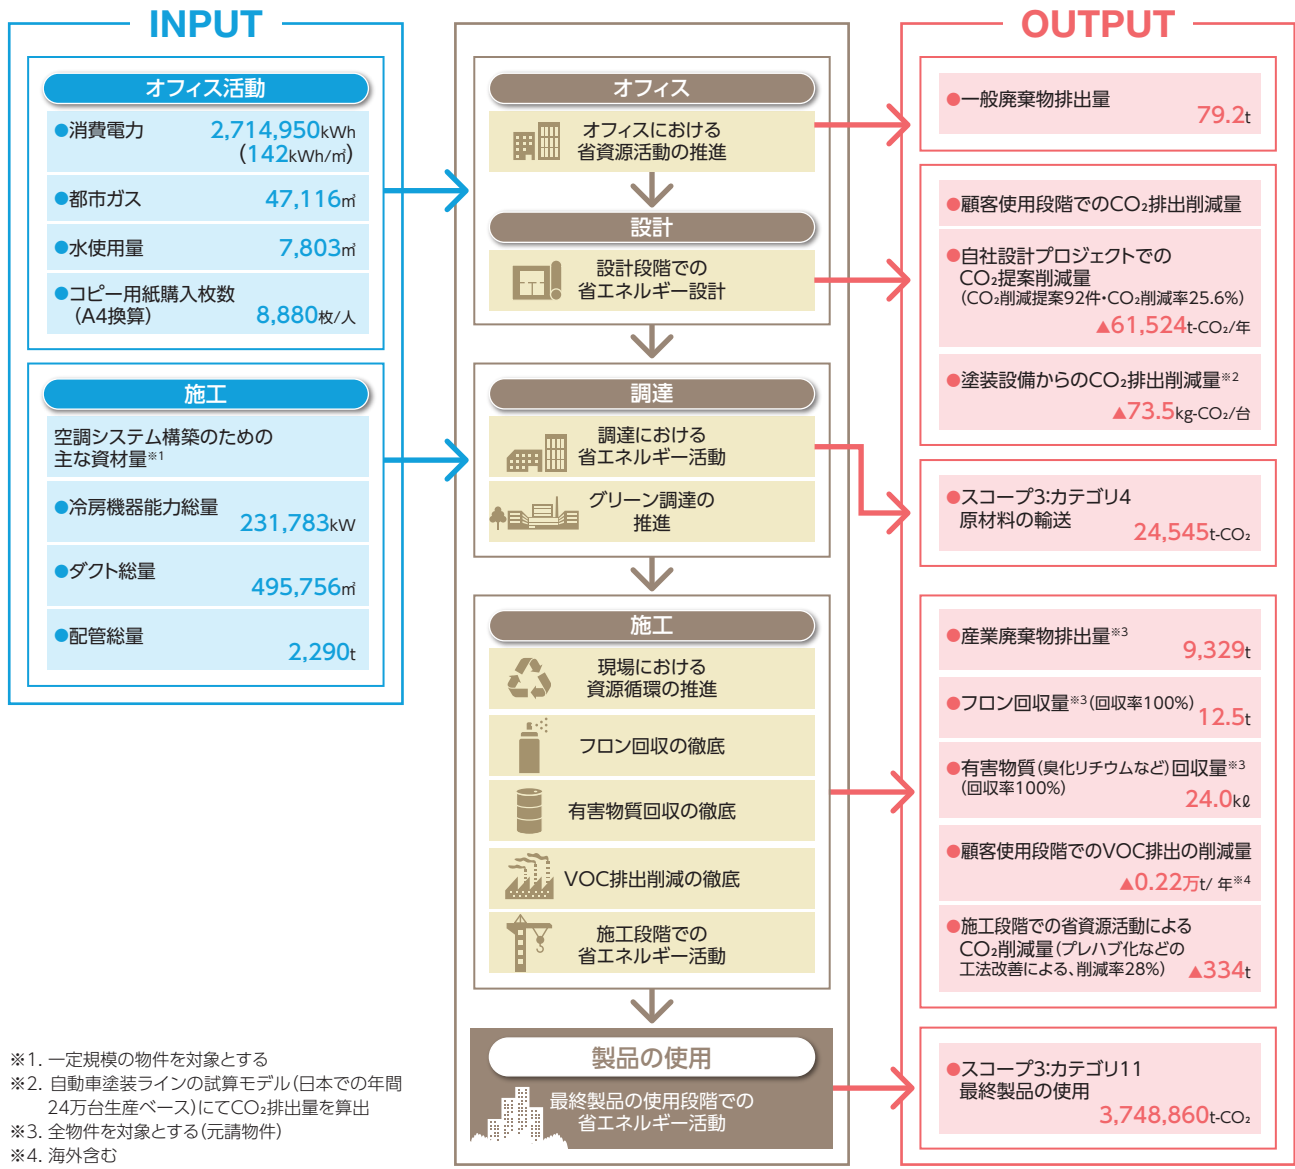 INPUT
オフィス活動
●消費電力 2,714,950kWh
(142kWh/㎡)
●都市ガス 47,116㎥
●水使用量 7,803㎥
●コピー用紙購入枚数
(A4換算) 8,880枚/人
施工
空調システム構築のための
主な資材量※1
●冷房機器能力総量
231,783kW
●ダクト総量
495,756㎡
●配管総量
2,290t
オフィス
オフィスにおける
省資源活動の推進
設計
設計段階での
省エネルギー設計
調達
調達における
省エネルギー活動
グリーン調達の
推進
施工
現場における
資源循環の推進
フロン回収の徹底
有害物質回収の徹底
VOC排出削減の徹底
施工段階での
省エネルギー活動
製品の使用
最終製品の使用段階での
省エネルギー活動
OUTPUT
●一般廃棄物排出量
79.2t
●顧客使用段階でのCO₂排出削減量
●自社設計プロジェクトでの
CO₂提案削減量
(CO₂削減提案92件・CO₂削減率25.6%)
▲61,524t-CO₂/年
●塗装設備からのCO₂排出削減量※2
▲73.5kg-CO₂/台
●スコープ3:カテゴリ4
原材料の輸送
24,545t-CO₂
●産業廃棄物排出量※3
9,329t
●フロン回収量※3(回収率100%)
12.5t
●有害物質(臭化リチウムなど)回収量※3
(回収率100%)
24.0kℓ
●顧客使用段階でのVOC排出の削減量
▲0.22万t/ 年※4
●施工段階での省資源活動による
CO₂削減量(プレハブ化などの
工法改善による、削減率28%) ▲334t
●スコープ3:カテゴリ11
最終製品の使用
3,748,860t-CO₂
※1. 一定規模の物件を対象とする
※2. 自動車塗装ラインの試算モデル(日本での年間
24万台生産ベース)にてCO₂排出量を算出
※3. 全物件を対象とする(元請物件)
※4. 海外含む